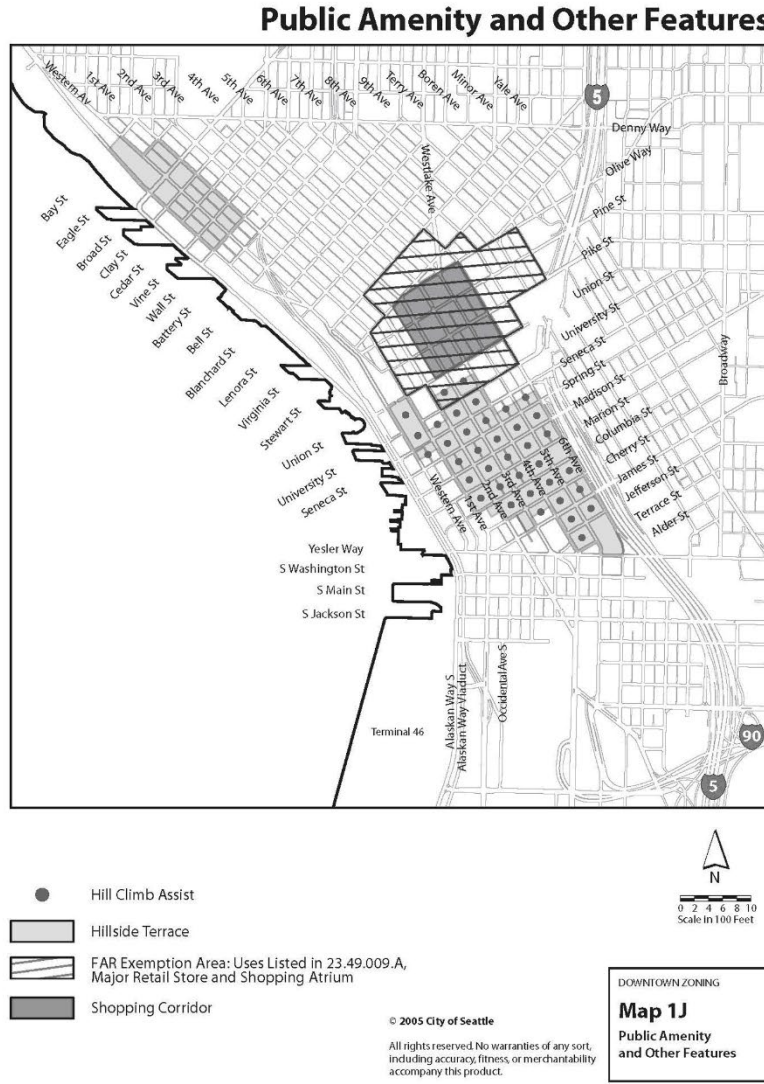 Public Amenity and Other Features
Western Av
1st Ave
2nd Ave
3rd Ave
4th Ave
5th Ave
6th Ave
7th Ave
8th Ave
9th Ave
Terry Ave
Boren Ave
Minor Ave
Yale Ave
5
Denny Way
Olive Way
Westlake Ave
Pine St
Pike St
Union St
University St
Seneca St
Spring St
Madison St
Marion St
Columbia St
Cherry St
James St
Jefferson St
Terrace St
Alder St
Broadway
Bay St
Eagle St
Broad St
Clay St
Cedar St
Vine St
Wall St
Battery St
Bell St
Blanchard St
Lenora St
Virginia St
Stewart St
Union St
University St
Seneca St
Western Ave
1st Ave
2nd Ave
3rd Ave
4th Ave
5th Ave
6th Ave
Yesler Way
S Washington St
S Main St
S Jackson St
Terminal 46
Alaskan Way S
Alaskan Way Viaduct
Occidental Ave S
90
5
Hill Climb Assist
Hillside Terrace
FAR Exemption Area: Uses Listed in 23.49.009.A,
Major Retail Store and Shopping Atrium
Shopping Corridor
N
0 2 4 6 8 10
Scale in 100 Feet
© 2005 City of Seattle
All rights reserved. No warranties of any sort,
including accuracy, fitness, or merchantability
accompany this product.
DOWNTOWN ZONING
Map 1J
Public Amenity
and Other Features